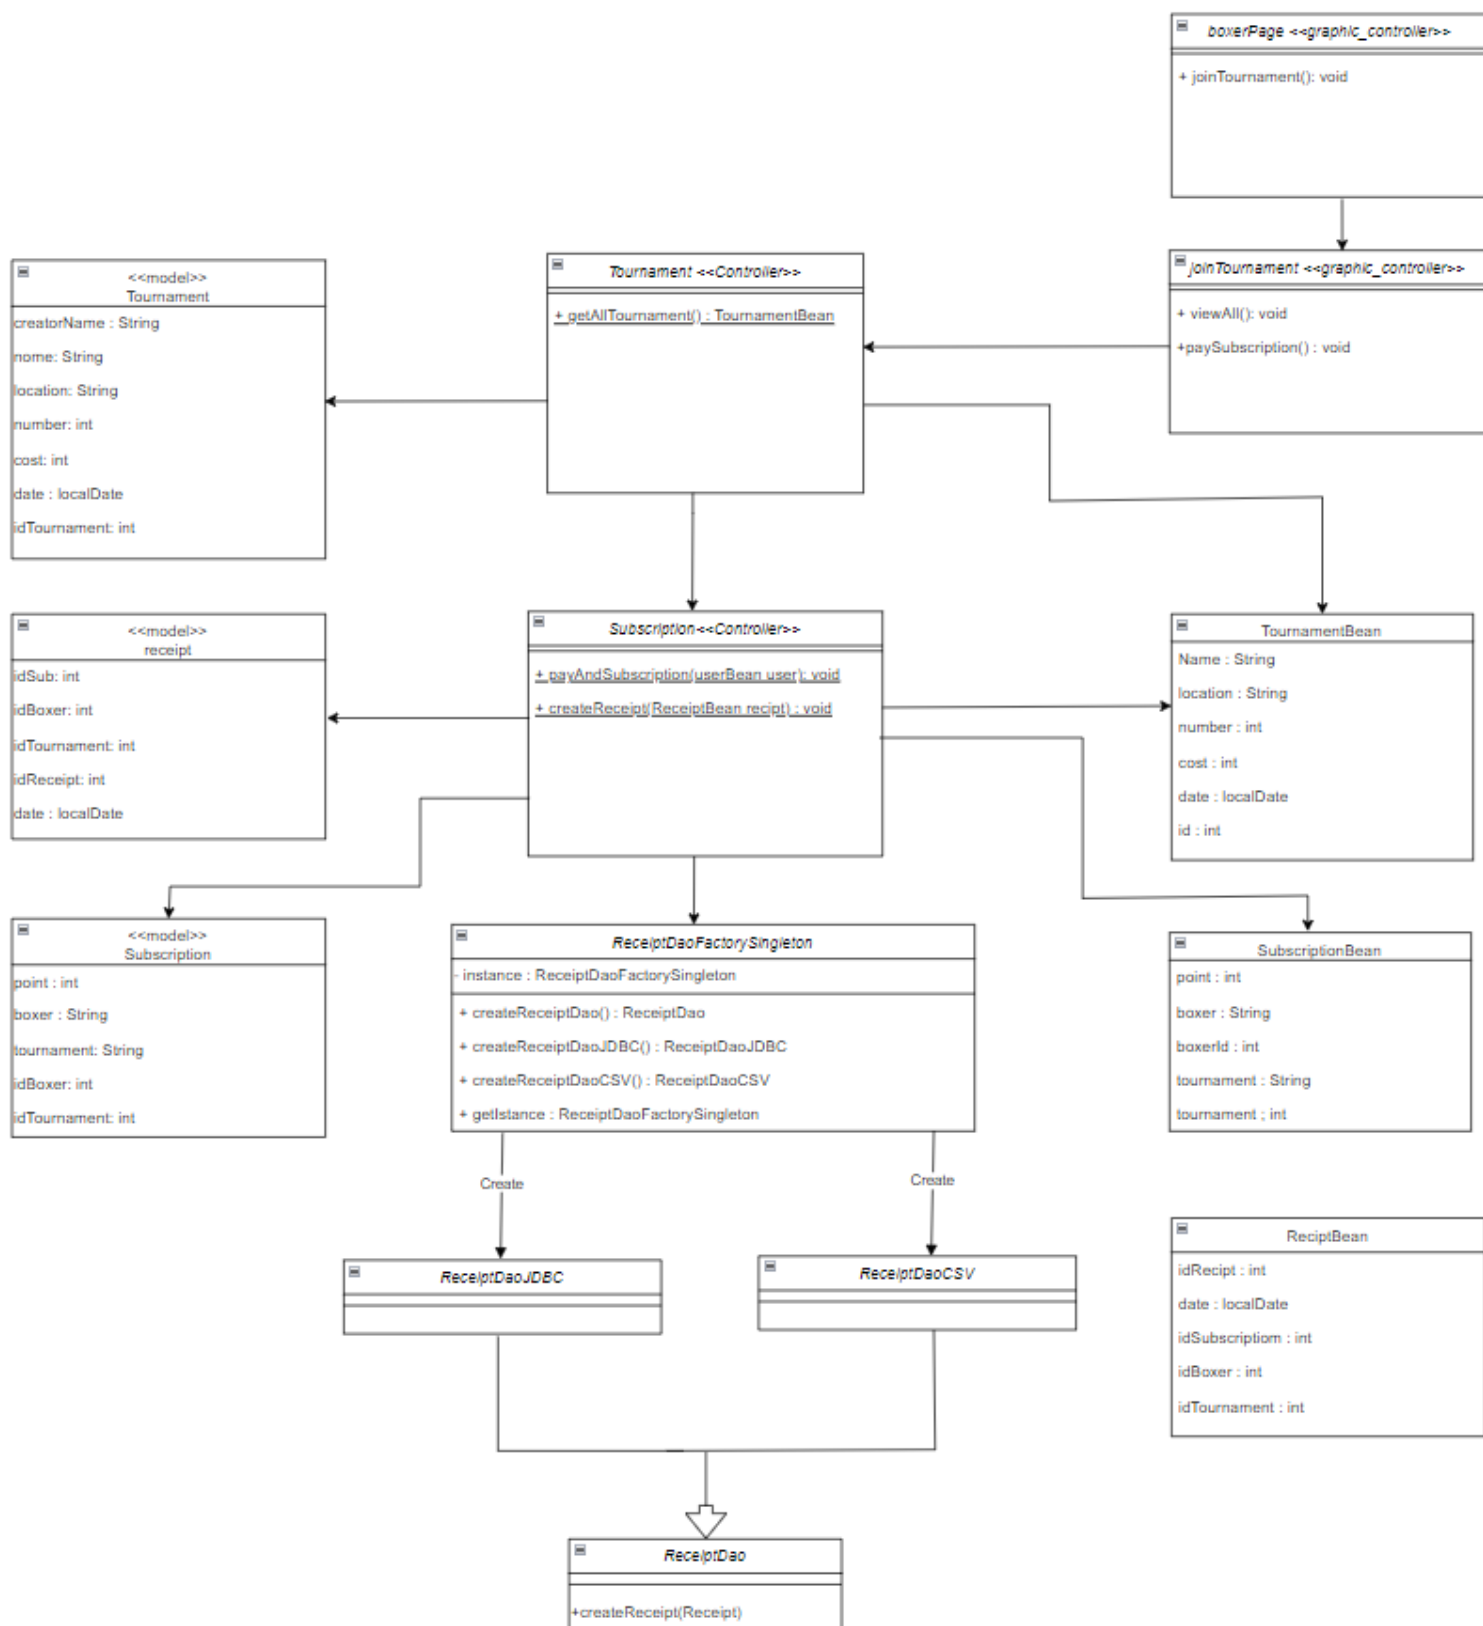 boxerPage <<graphic_controller>>
+ joinTournament(): void
<<model>>
Tournament
creatorName : String
nome: String
location: String
number: int
cost: int
date : localDate
idTournament: int
Tournament <<Controller>>
+ getAllTournament() : TournamentBean
joinTournament <<graphic_controller>>
+ viewAll(): void
+paySubscription() : void
<<model>>
receipt
idSub: int
idBoxer: int
idTournament: int
idReceipt: int
date : localDate
Subscription<<Controller>>
+ payAndSubscription(userBean user): void
+ createReceipt(ReceiptBean recipt) : void
TournamentBean
Name : String
location : String
number : int
cost : int
date : localDate
id : int
<<model>>
Subscription
point : int
boxer : String
tournament: String
idBoxer: int
idTournament: int
ReceiptDaoFactorySingleton
- instance : ReceiptDaoFactorySingleton
+ createReceiptDao() : ReceiptDao
+ createReceiptDaoJDBC() : ReceiptDaoJDBC
+ createReceiptDaoCSV() : ReceiptDaoCSV
+ getIstance : ReceiptDaoFactorySingleton
SubscriptionBean
point : int
boxer : String
boxerId : int
tournament : String
tournament ; int
Create
Create
ReceiptDaoJDBC
ReceiptDaoCSV
ReciptBean
idRecipt : int
date : localDate
idSubscriptiom : int
idBoxer : int
idTournament : int
ReceiptDao
+createReceipt(Receipt)